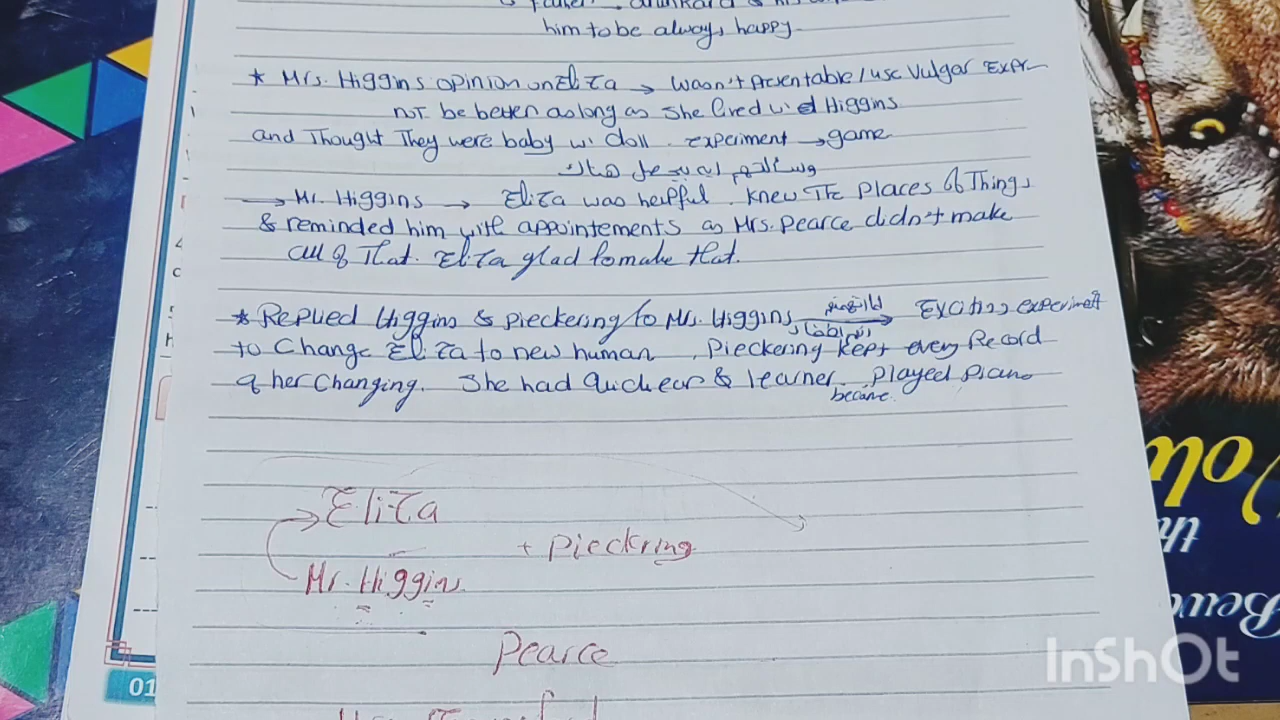 him to be always happy
* Mrs. Higgins opinion on Eliza → wasn't presentable / use vulgar Expr
not be better as long as she lived with Higgins
and Thought They were baby w. doll. experiment → game
→ Mr. Higgins → Eliza was helpful. Knew The Places of Things
& reminded him with appointements as Mrs. Pearce didn't make
all of that. Eliza glad to make that.
* Replied Higgins & Pieckering to Mrs. Higgins → Exciting experiment
to Change Eliza to new human, Pieckering kept every Record
of her changing. She had quick ear & learner. Played Piano
became
Eliza
+ Pieckring
Mr. Higgins.
Pearce
01
the
InShOt